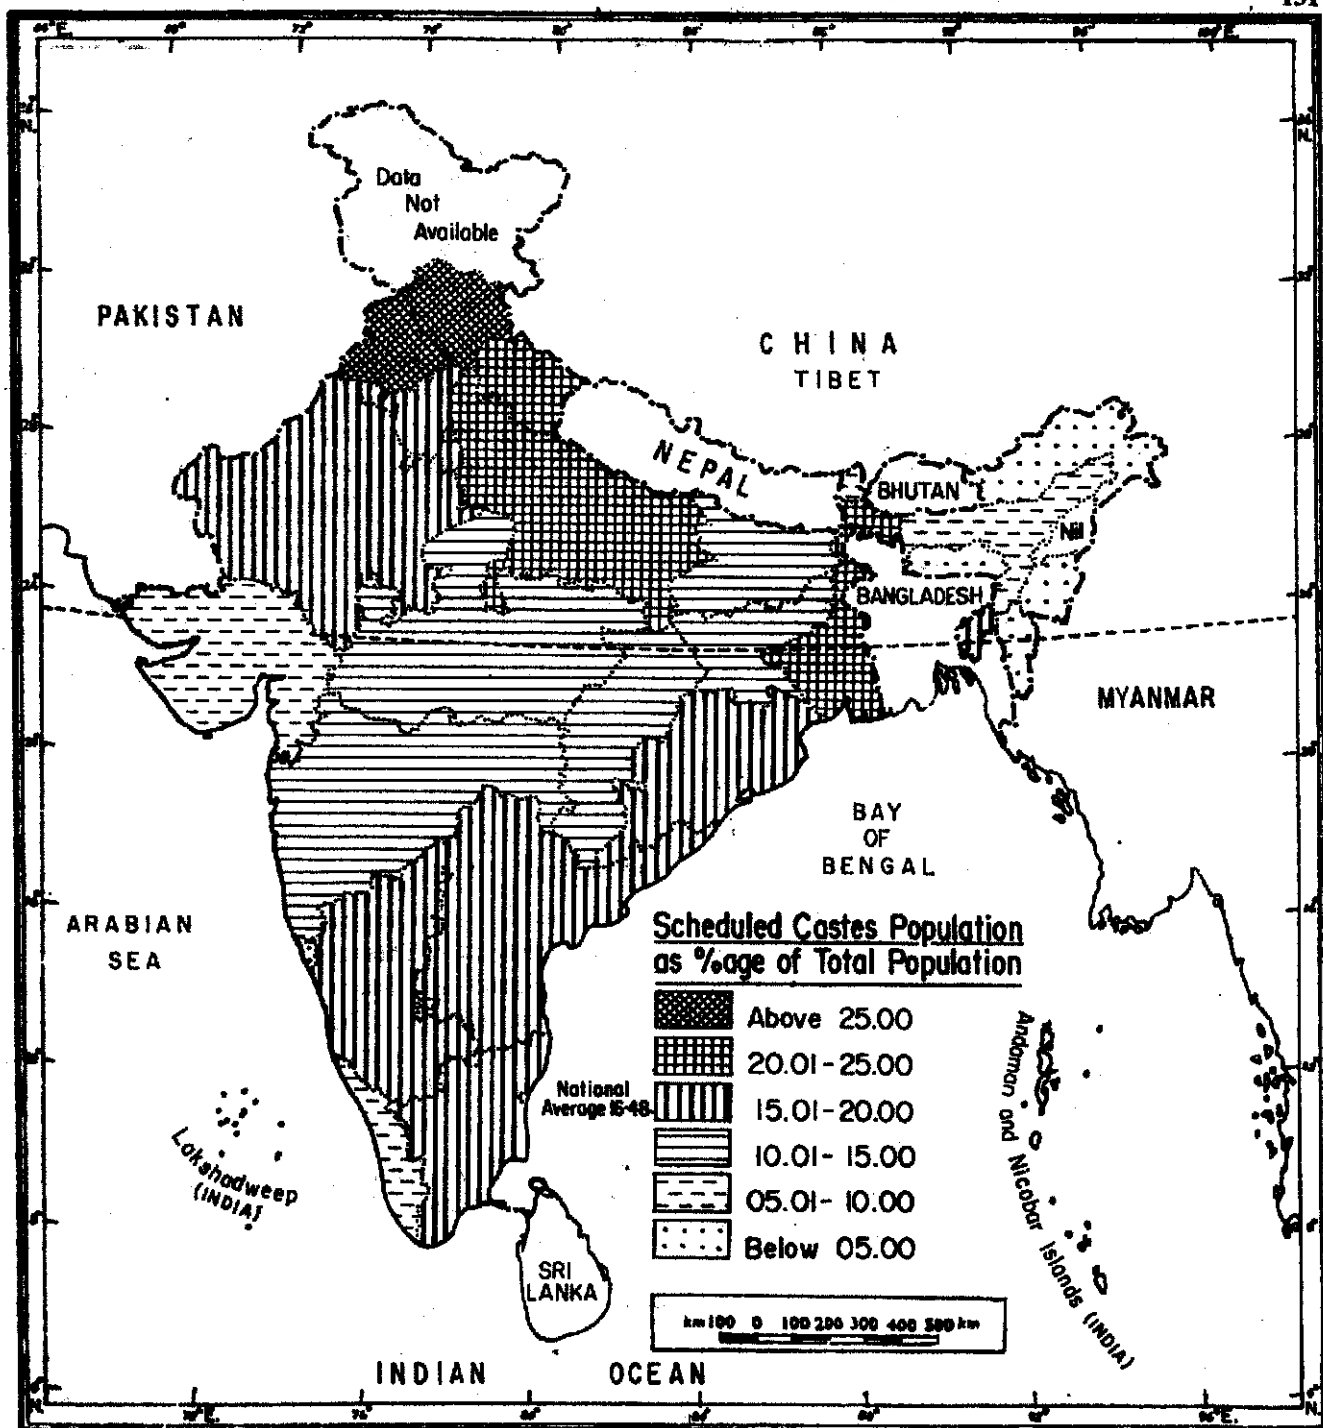 131
Data
Not
Available
PAKISTAN
CHINA
TIBET
NEPAL
BHUTAN
Nil
BANGLADESH
MYANMAR
BAY
OF
BENGAL
ARABIAN
SEA
Scheduled Castes Population
as %age of Total Population
Above 25.00
20.01-25.00
National
Average 16.48
15.01-20.00
10.01-15.00
05.01-10.00
Below 05.00
Lakshadweep
(INDIA)
Andaman and Nicobar Islands (INDIA)
SRI
LANKA
km 100 0 100 200 300 400 500 km
INDIAN OCEAN